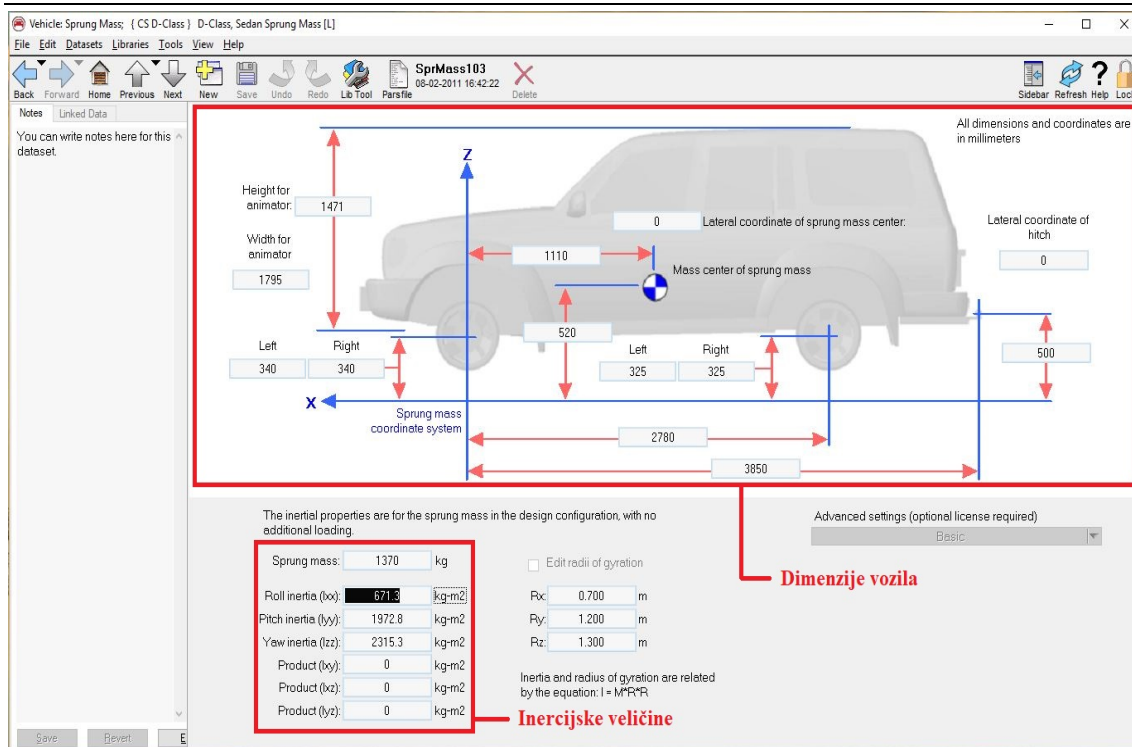 Vehicle: Sprung Mass; { CS D-Class } D-Class, Sedan Sprung Mass [L]
File Edit Datasets Libraries Tools View Help
SprMass103
08-02-2011 16:42:22
Back Forward Home Previous Next New Save Undo Redo Lib Tool Parsfile Delete Sidebar Refresh Help Lock
Notes Linked Data
You can write notes here for this
dataset.
All dimensions and coordinates are
in millimeters
Z
Height for
animator: 1471
0 Lateral coordinate of sprung mass center:
Lateral coordinate of
hitch
0
Width for
animator
1795
1110
Mass center of sprung mass
520
Left Right
340 340
Left Right
325 325
500
X
Sprung mass
coordinate system
2780
3850
The inertial properties are for the sprung mass in the design configuration, with no
additional loading.
Advanced settings (optional license required)
Basic
Sprung mass: 1370 kg
Edit radii of gyration
Dimenzije vozila
Roll inertia (Ixx): 671.3 kg-m2
Rx: 0.700 m
Pitch inertia (Iyy): 1972.8 kg-m2
Ry: 1.200 m
Yaw inertia (Izz): 2315.3 kg-m2
Rz: 1.300 m
Product (Ixy): 0 kg-m2
Product (Ixz): 0 kg-m2
Product (Iyz): 0 kg-m2
Inertia and radius of gyration are related
by the equation: I = M*R*R
Inercijske veličine
Save Revert E